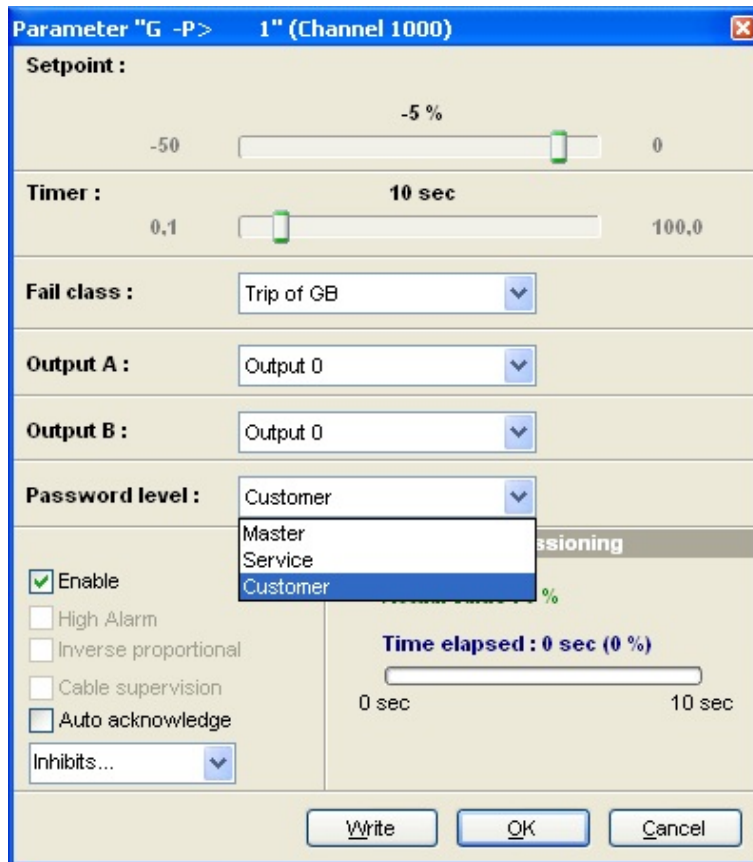 Parameter "G -P> 1" (Channel 1000)
Setpoint :
-5 %
-50 0
Timer : 10 sec
0,1 100,0
Fail class : Trip of GB
Output A : Output 0
Output B : Output 0
Password level : Customer
Master
Service
Customer
Enable
High Alarm
Inverse proportional
Cable supervision
Auto acknowledge
Inhibits...
ssioning
%
Time elapsed : 0 sec (0 %)
0 sec 10 sec
Write OK Cancel